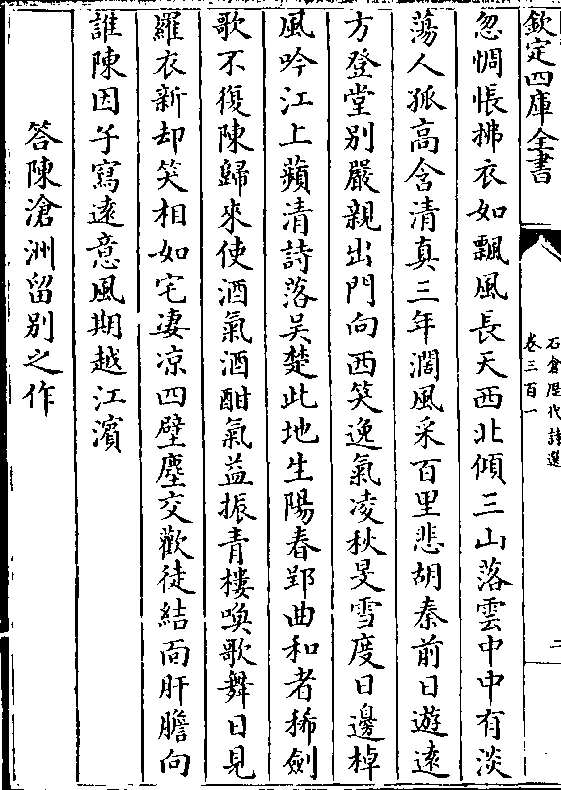 欽定四庫全書
石倉歴代詩選
卷三百一
二
忽惆悵拂衣如飄風長天西北傾三山落雲中中有淡
蕩人孤高含清真三年濶風采百里悲胡秦前日遊逺
方登堂別嚴親出門向西笑逸氣凌秋旻雪度日邊棹
風吟江上蘋清詩落吴楚此地生陽春郢曲和者稀劍
歌不復陳歸來使酒氣酒酣氣益振青樓喚歌舞日見
羅衣新却笑相如宅凄凉四壁塵交歡徒結面肝膽向
誰陳因子寫逺意風期越江濱
答陳滄洲留别之作